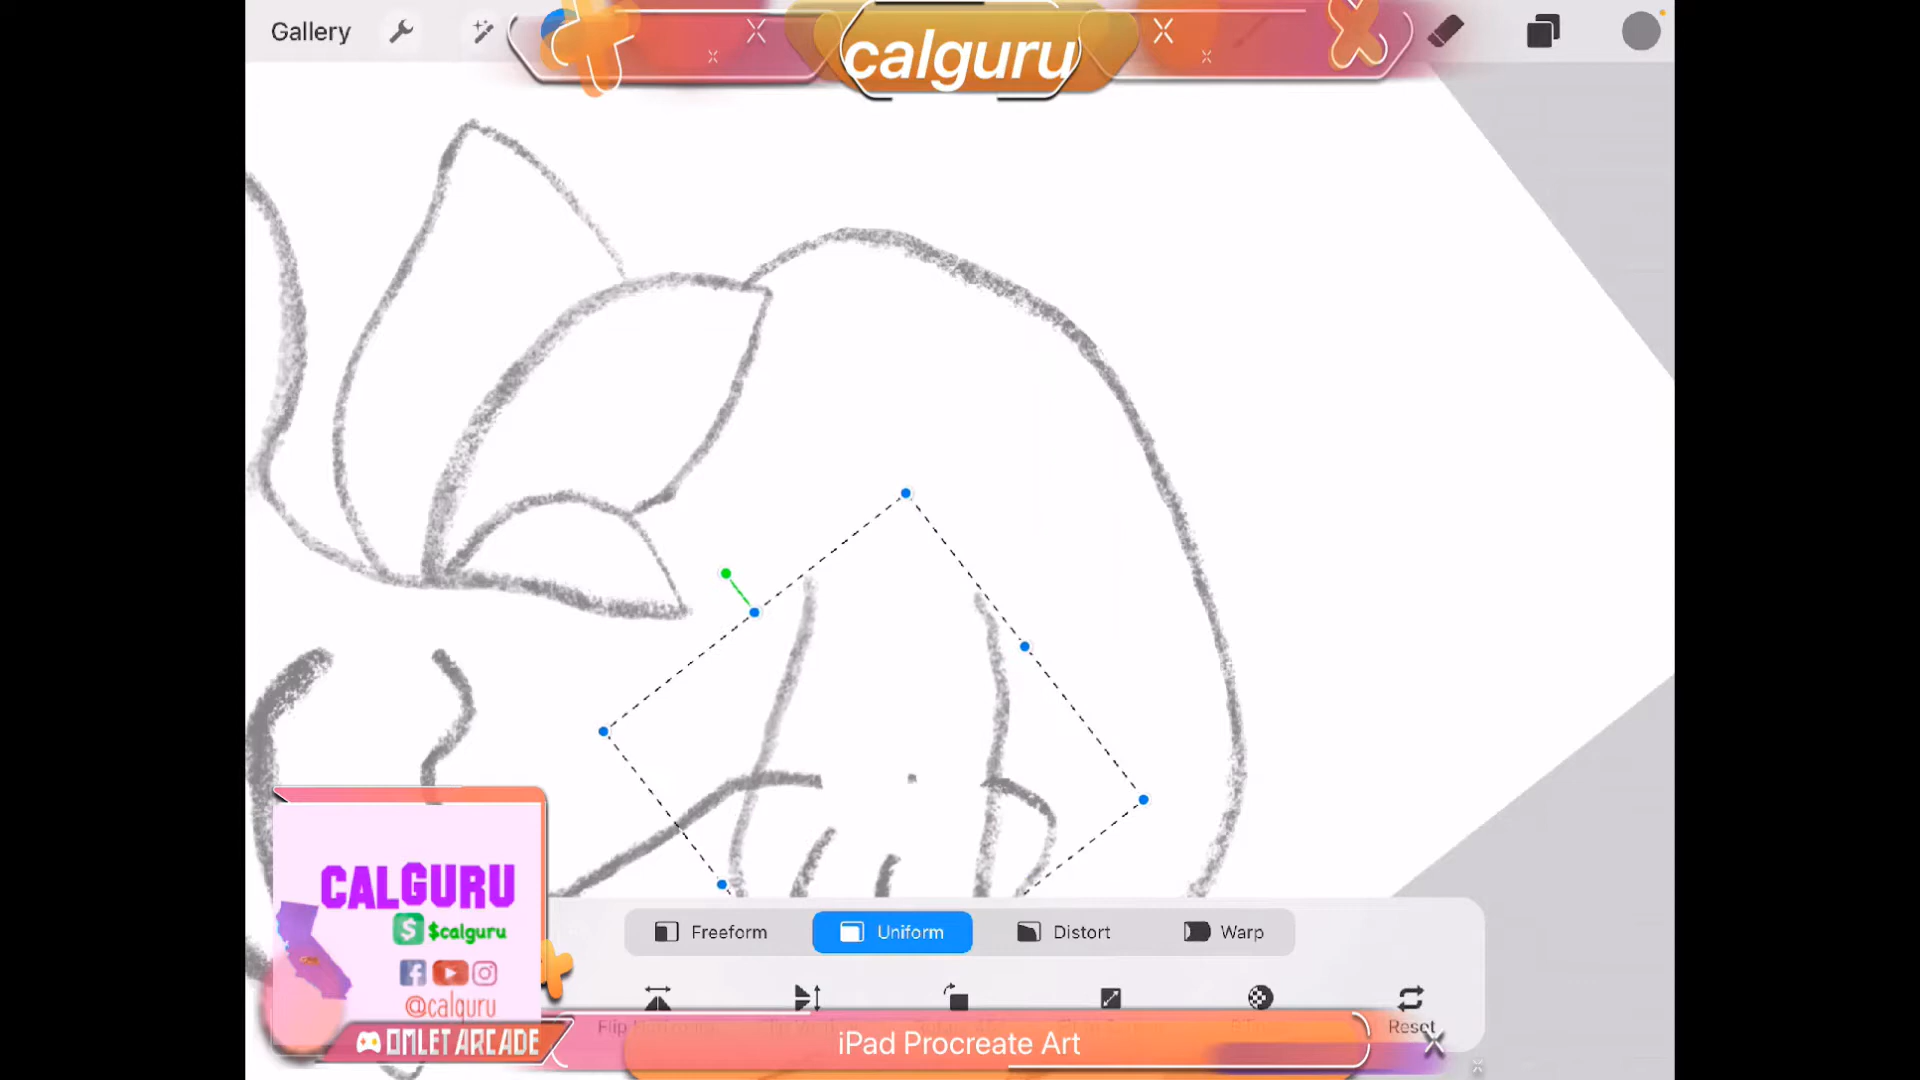 Gallery
calguru
CALGURU
$ $calguru
@calguru
OMLET ARCADE
Freeform
Uniform
Distort
Warp
Reset
iPad Procreate Art